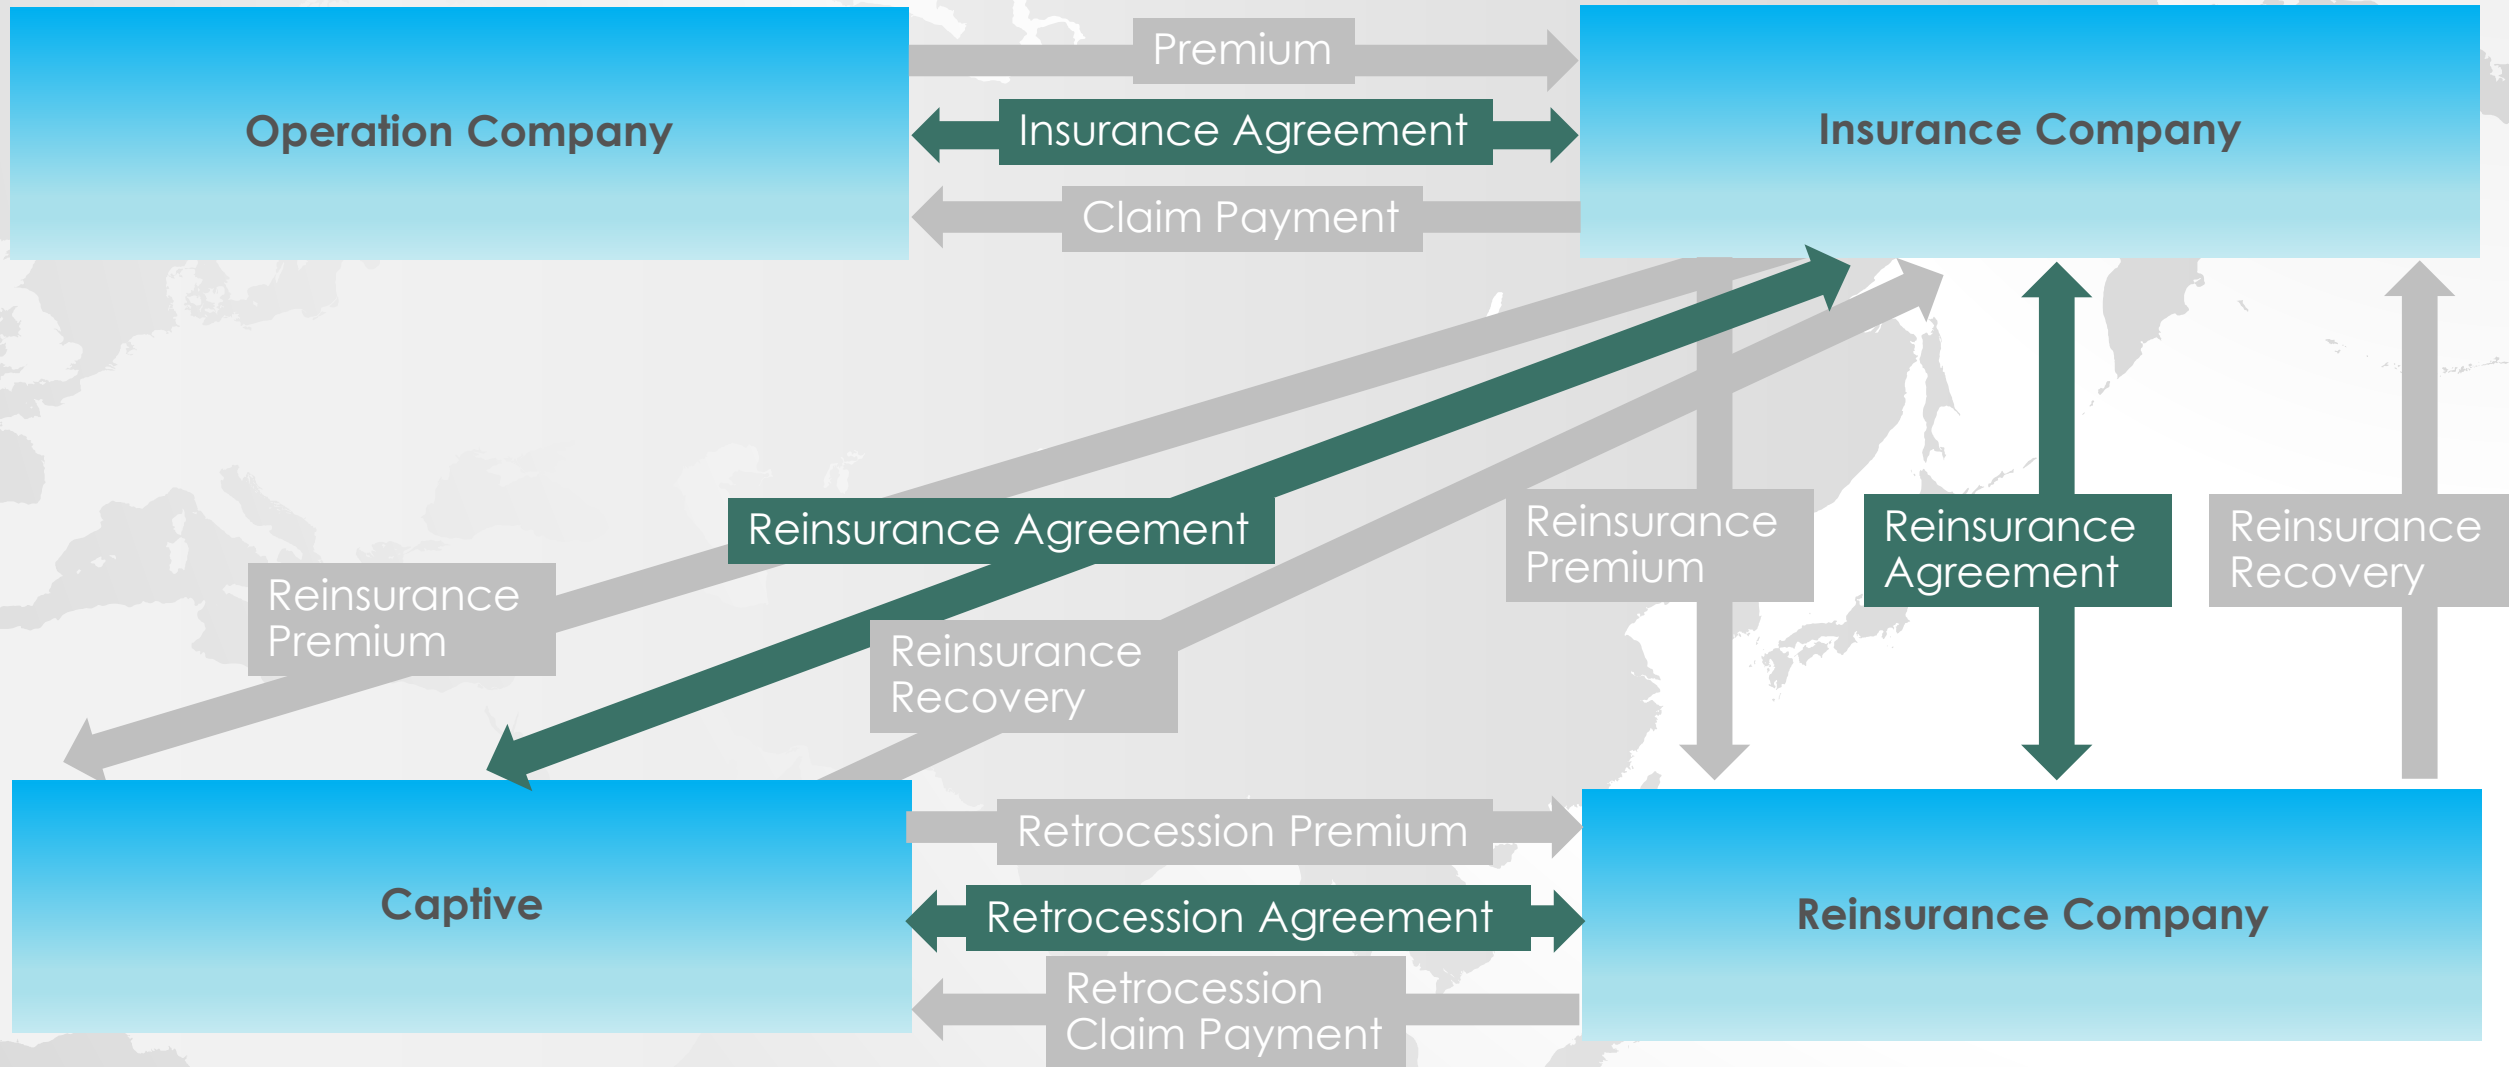 Premium
Operation Company
Insurance Agreement
Insurance Company
Claim Payment
Reinsurance Agreement
Reinsurance
Premium
Reinsurance
Agreement
Reinsurance
Recovery
Reinsurance
Premium
Reinsurance
Recovery
Retrocession Premium
Captive
Retrocession Agreement
Reinsurance Company
Retrocession
Claim Payment